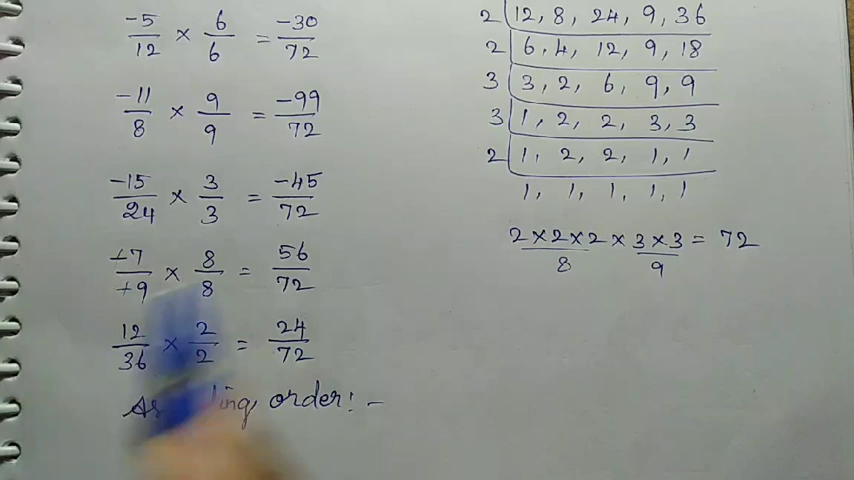 -5/12 × 6/6 = -30/72
-11/8 × 9/9 = -99/72
-15/24 × 3/3 = -45/72
+7/+9 × 8/8 = 56/72
12/36 × 2/2 = 24/72
order:-
2 | 12, 8, 24, 9, 36
2 | 6, 4, 12, 9, 18
3 | 3, 2, 6, 9, 9
3 | 1, 2, 2, 3, 3
2 | 1, 2, 2, 1, 1
1, 1, 1, 1, 1
2×2×2 × 3×3 = 72
8 9